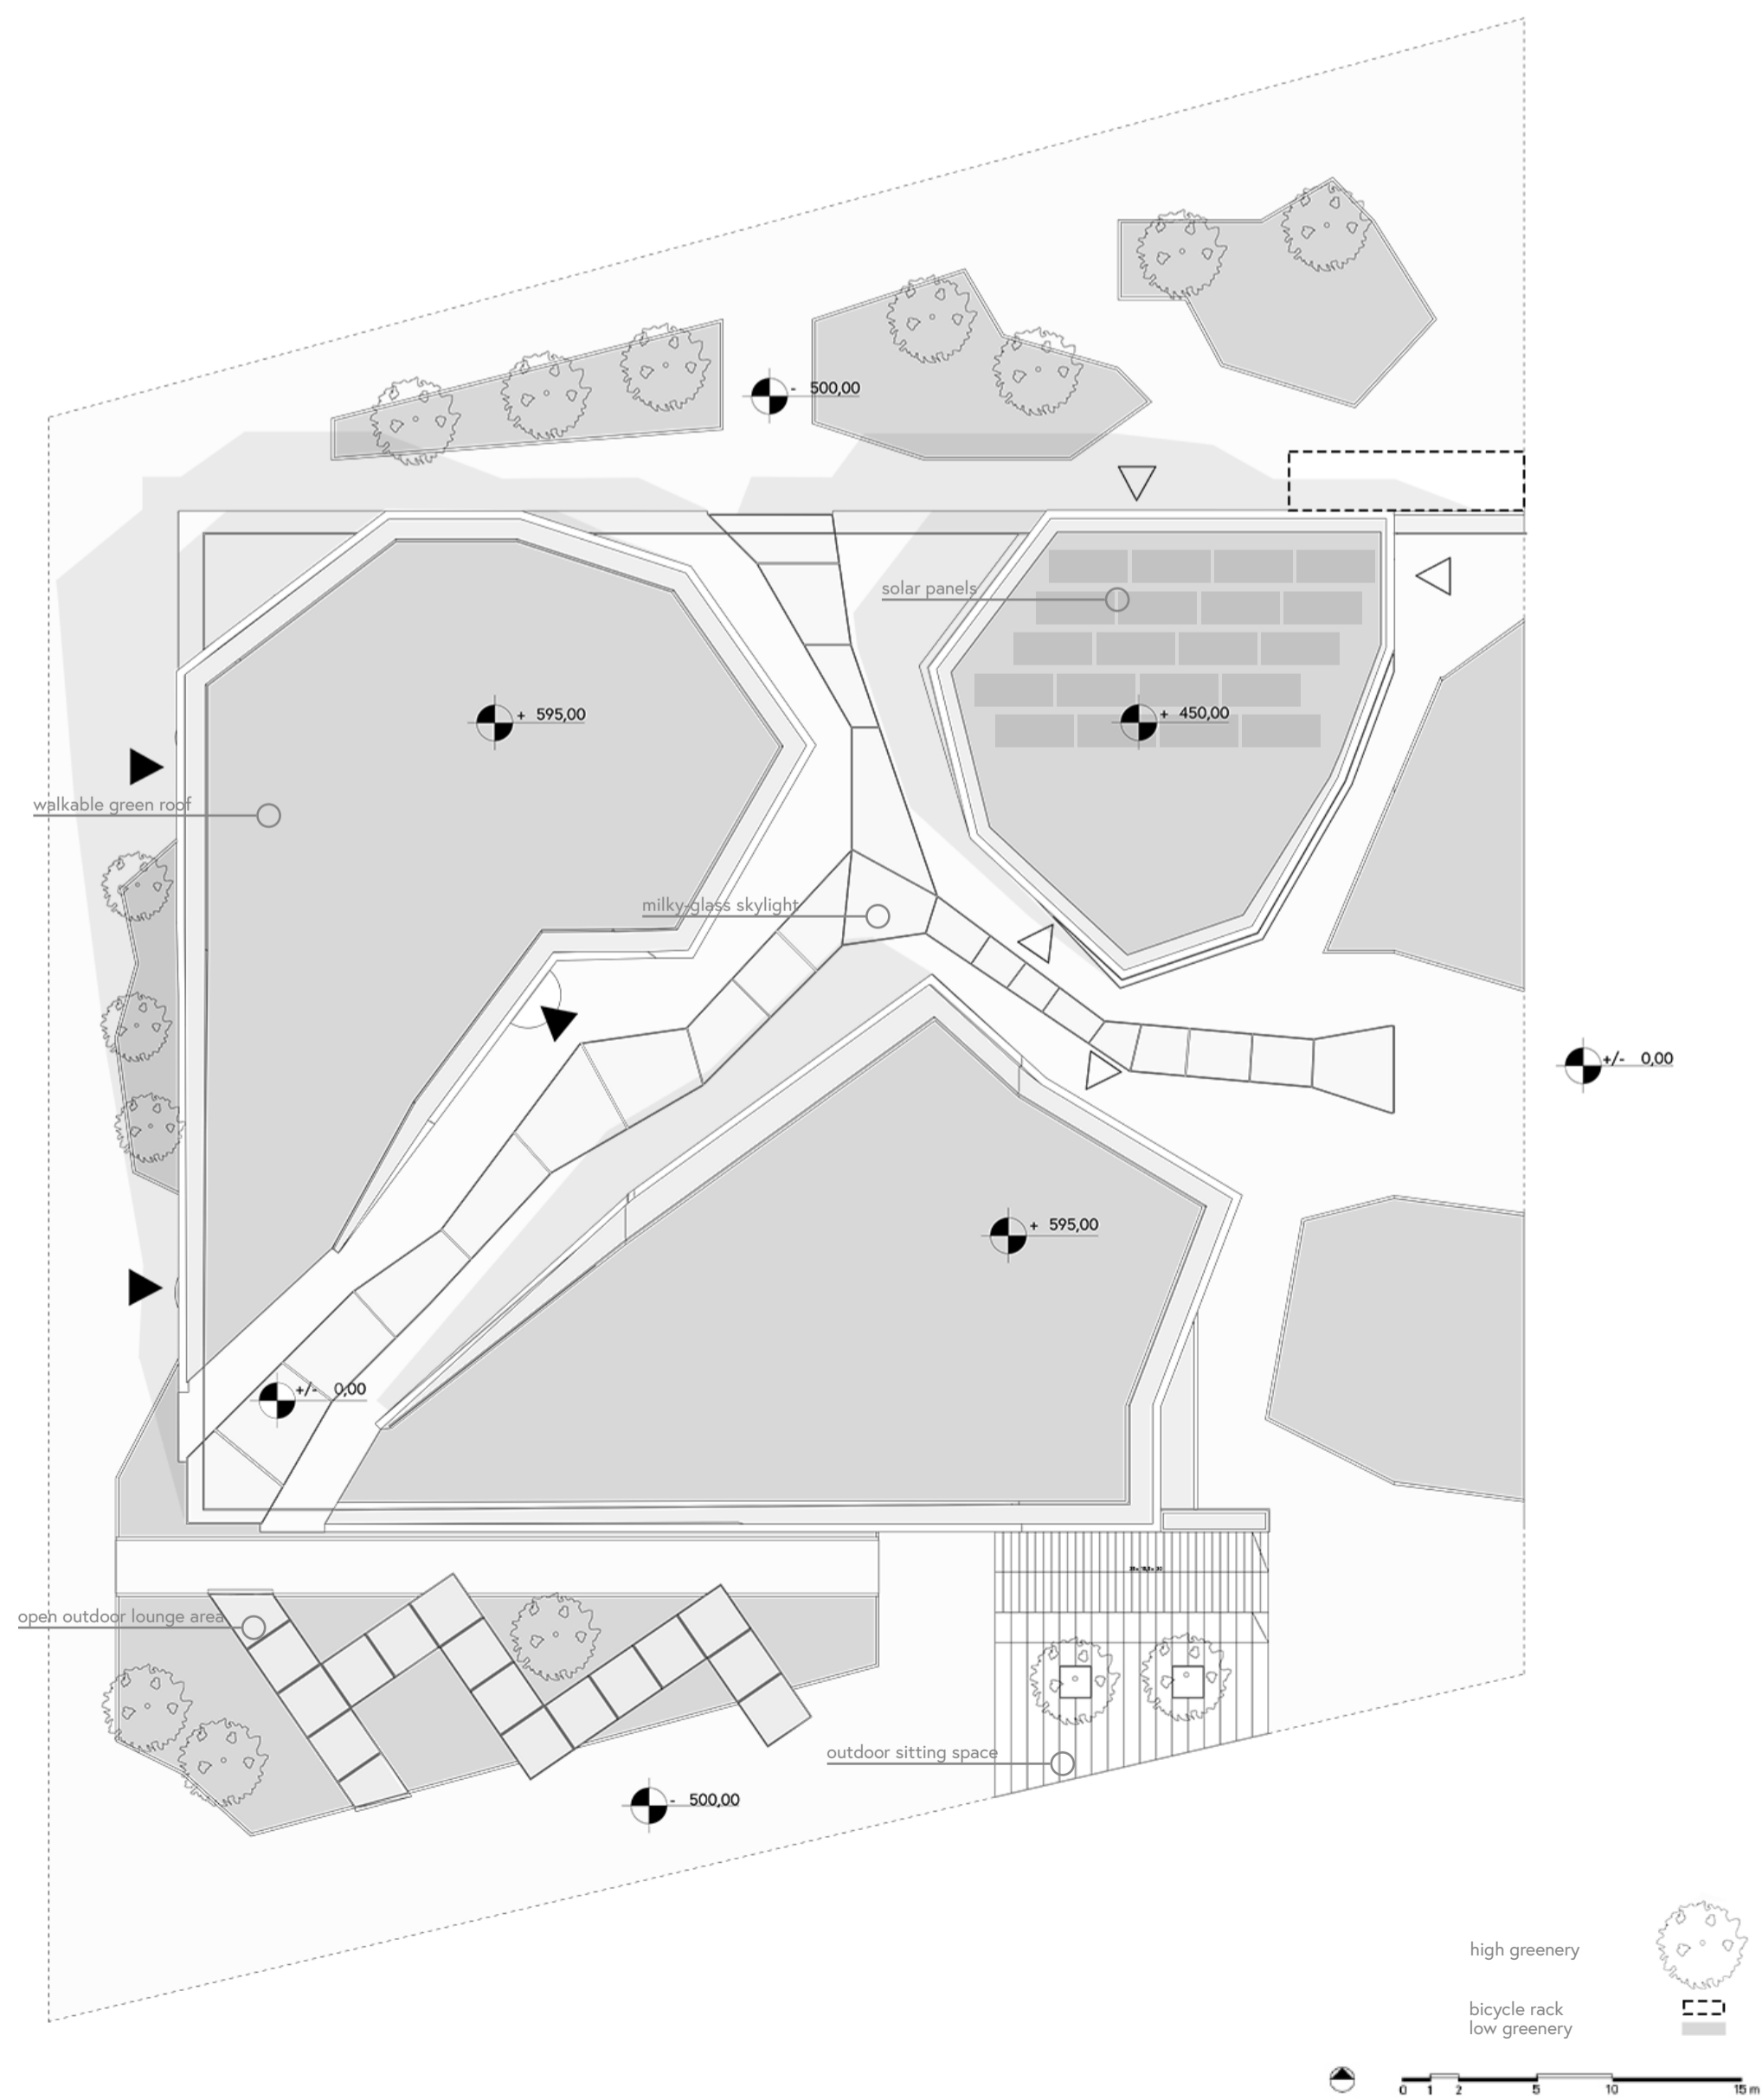 - 500,00
solar panels
+ 595,00
+ 450,00
walkable green roof
milky-glass skylight
+/- 0,00
+ 595,00
+/- 0,00
open outdoor lounge area
outdoor sitting space
- 500,00
high greenery
bicycle rack
low greenery
0 1 2 5 10 15 m